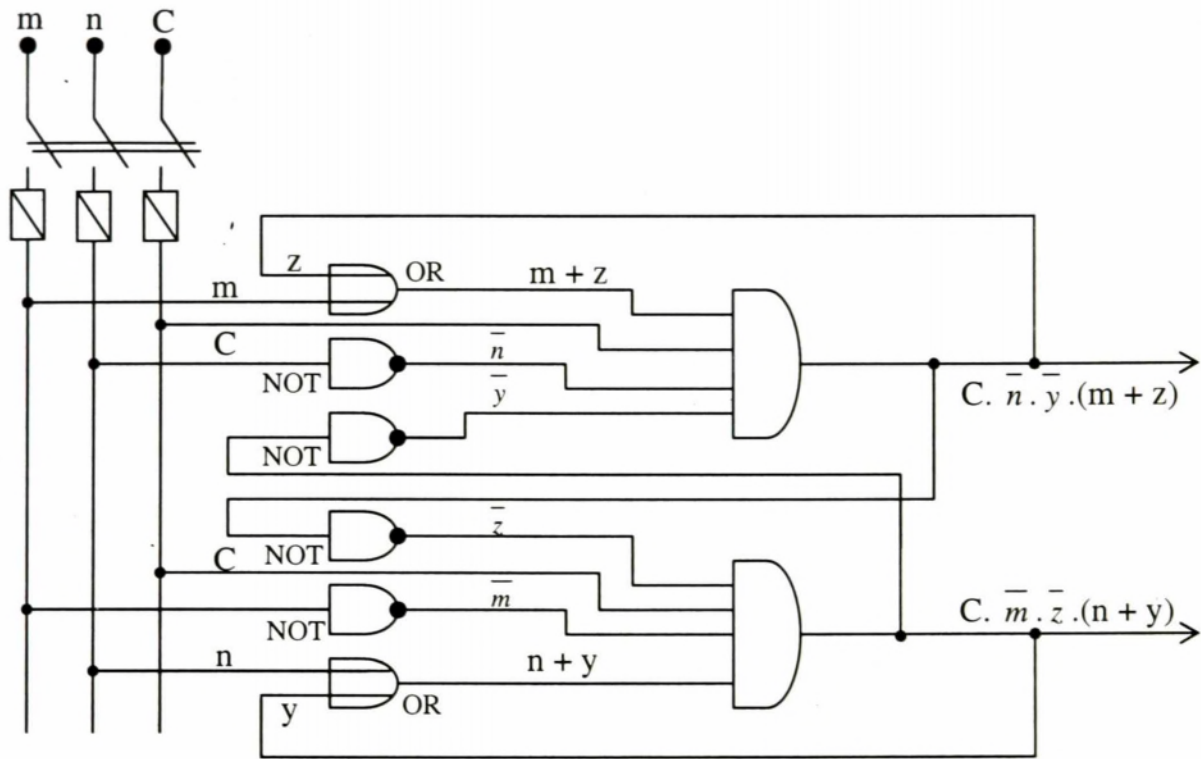 m n C
z OR m + z
m
C n̅
NOT y̅
C. n̅ . y̅ .(m + z)
NOT
z̅
NOT
C
m̅
NOT
C. m̅ . z̅ .(n + y)
n n + y
y OR